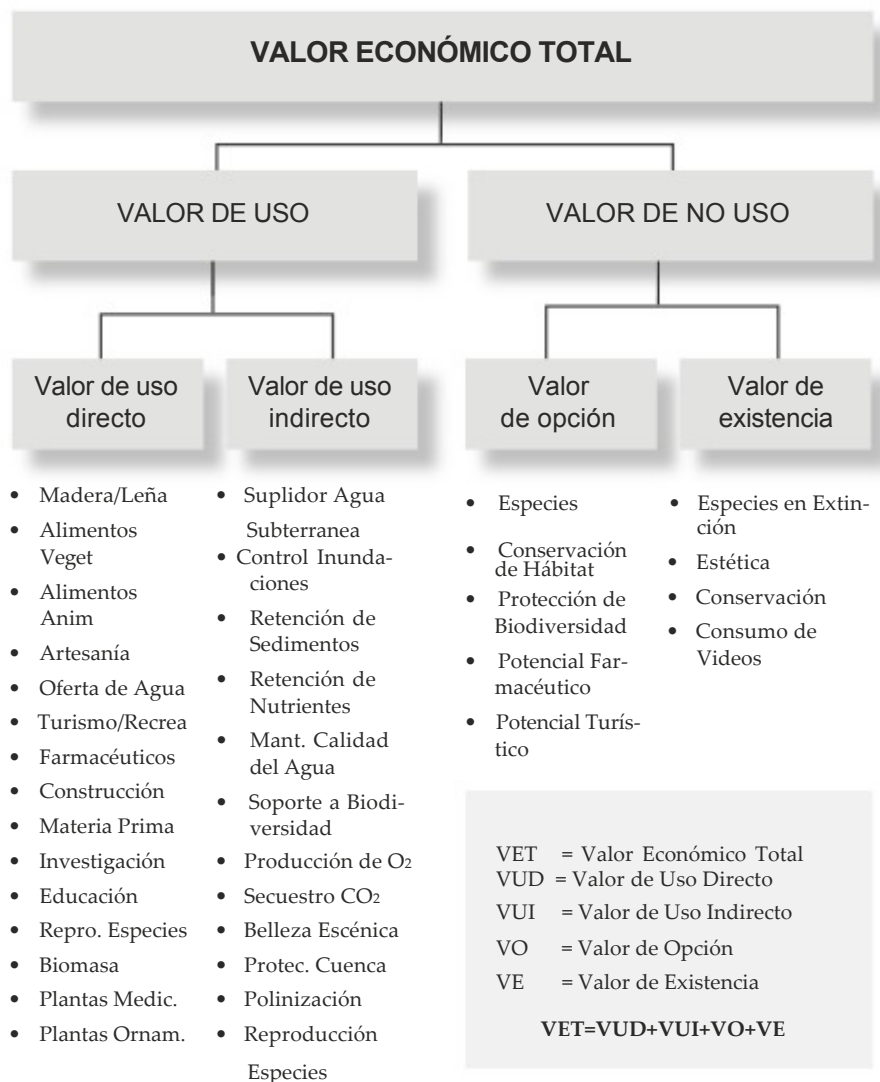 VALOR ECONÓMICO TOTAL
VALOR DE USO
VALOR DE NO USO
Valor de uso
directo
Valor de uso
indirecto
Valor
de opción
Valor de
existencia
• Madera/Leña
• Alimentos
Veget
• Alimentos
Anim
• Artesanía
• Oferta de Agua
• Turismo/Recrea
• Farmacéuticos
• Construcción
• Materia Prima
• Investigación
• Educación
• Repro. Especies
• Biomasa
• Plantas Medic.
• Plantas Ornam.
• Suplidor Agua
Subterranea
• Control Inunda-
ciones
• Retención de
Sedimentos
• Retención de
Nutrientes
• Mant. Calidad
del Agua
• Soporte a Biodi-
versidad
• Producción de O2
• Secuestro CO2
• Belleza Escénica
• Protec. Cuenca
• Polinización
• Reproducción
Especies
• Especies
• Conservación
de Hábitat
• Protección de
Biodiversidad
• Potencial Far-
macéutico
• Potencial Turís-
tico
• Especies en Extin-
ción
• Estética
• Conservación
• Consumo de
Videos
VET = Valor Económico Total
VUD = Valor de Uso Directo
VUI = Valor de Uso Indirecto
VO = Valor de Opción
VE = Valor de Existencia
VET=VUD+VUI+VO+VE